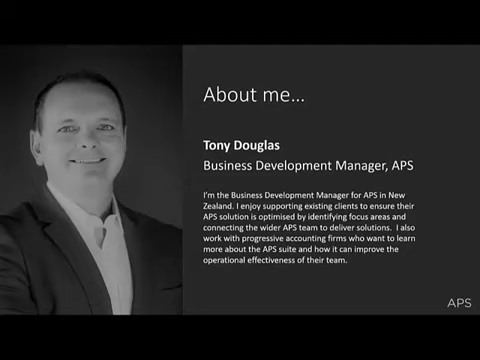 About me...
Tony Douglas
Business Development Manager, APS
I'm the Business Development Manager for APS in New
Zealand. I enjoy supporting existing clients to ensure their
APS solution is optimised by identifying focus areas and
connecting the wider APS team to deliver solutions.  I also
work with progressive accounting firms who want to learn
more about the APS suite and how it can improve the
operational effectiveness of their team.
APS